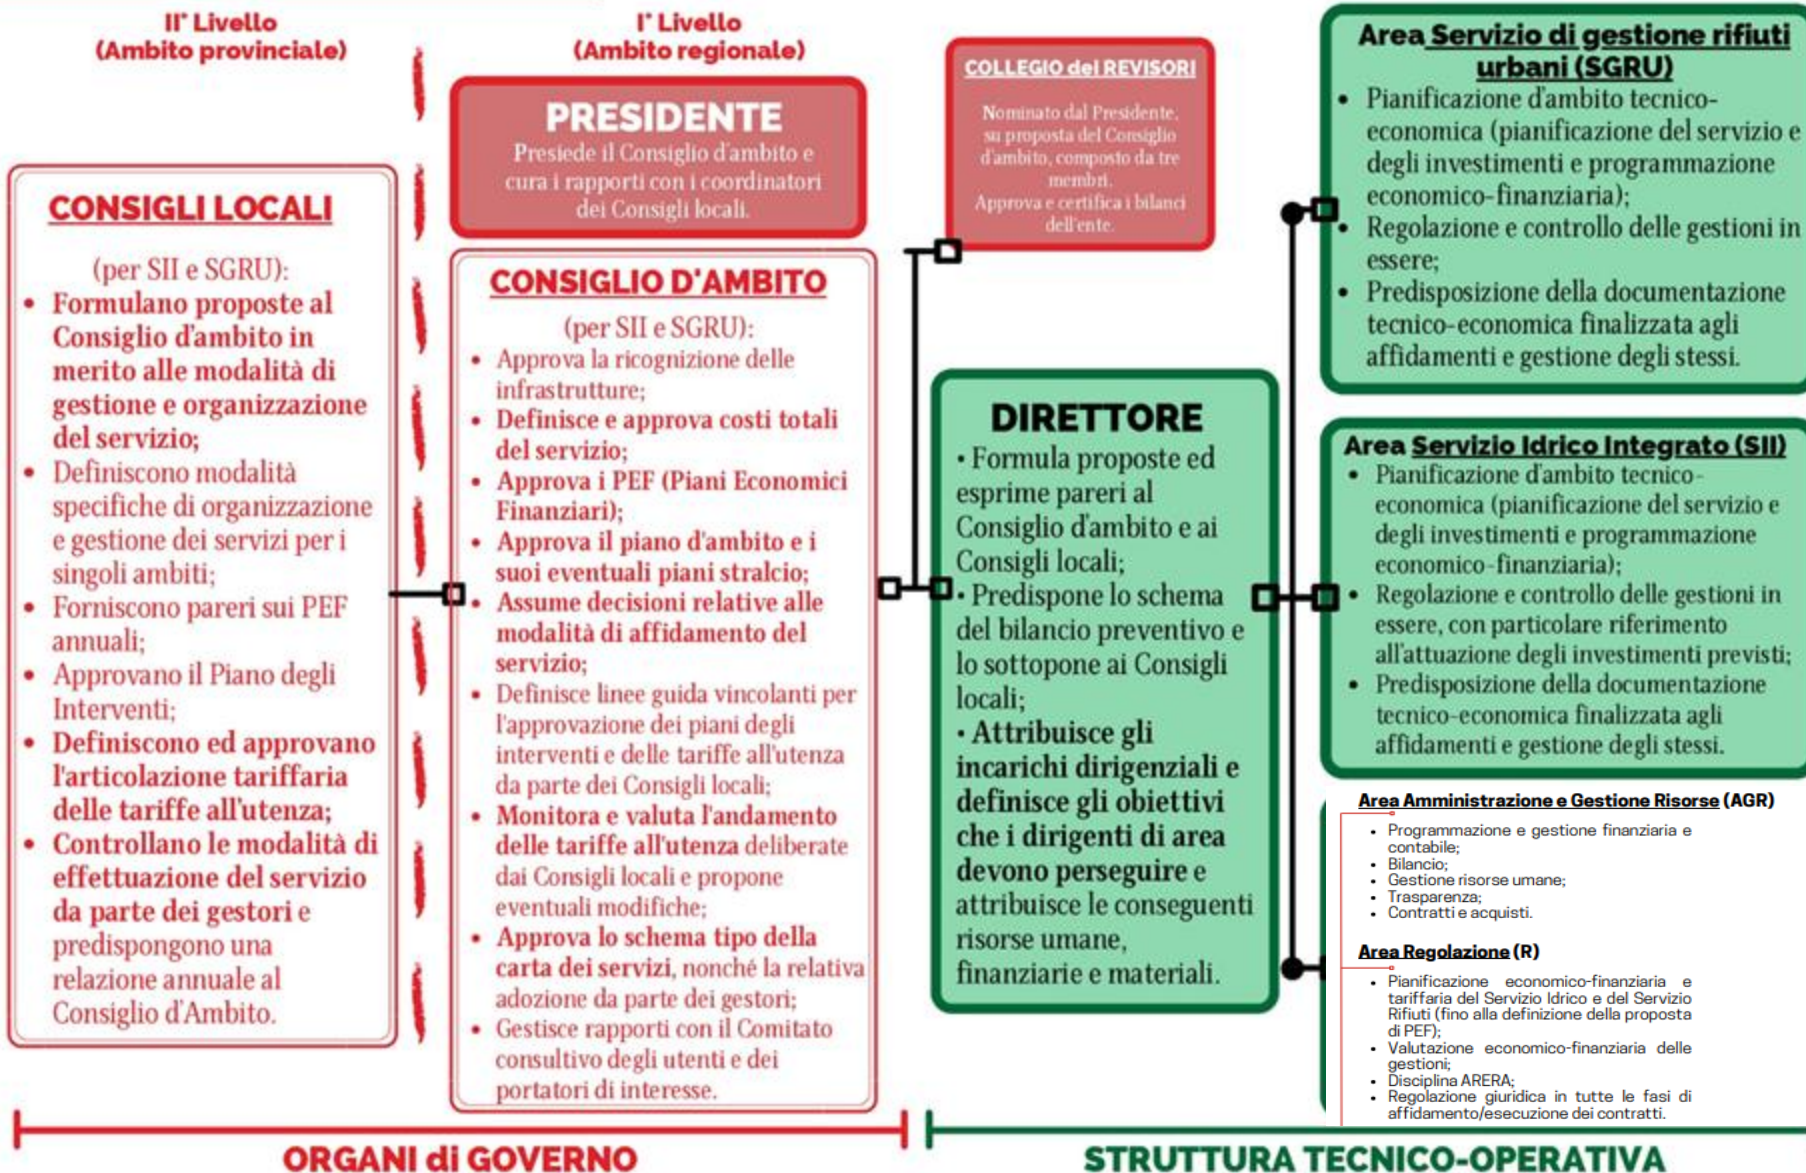 II° Livello
(Ambito provinciale)
I° Livello
(Ambito regionale)
CONSIGLI LOCALI
(per SII e SGRU):
• Formulano proposte al
Consiglio d'ambito in
merito alle modalità di
gestione e organizzazione
del servizio;
• Definiscono modalità
specifiche di organizzazione
e gestione dei servizi per i
singoli ambiti;
• Forniscono pareri sui PEF
annuali;
• Approvano il Piano degli
Interventi;
• Definiscono ed approvano
l'articolazione tariffaria
delle tariffe all'utenza;
• Controllano le modalità di
effettuazione del servizio
da parte dei gestori e
predispongono una
relazione annuale al
Consiglio d'Ambito.
PRESIDENTE
Presiede il Consiglio d'ambito e
cura i rapporti con i coordinatori
dei Consigli locali.
CONSIGLIO D'AMBITO
(per SII e SGRU):
• Approva la ricognizione delle
infrastrutture;
• Definisce e approva costi totali
del servizio;
• Approva i PEF (Piani Economici
Finanziari);
• Approva il piano d'ambito e i
suoi eventuali piani stralcio;
• Assume decisioni relative alle
modalità di affidamento del
servizio;
• Definisce linee guida vincolanti per
l'approvazione dei piani degli
interventi e delle tariffe all'utenza
da parte dei Consigli locali;
• Monitora e valuta l'andamento
delle tariffe all'utenza deliberate
dai Consigli locali e propone
eventuali modifiche;
• Approva lo schema tipo della
carta dei servizi, nonché la relativa
adozione da parte dei gestori;
• Gestisce rapporti con il Comitato
consultivo degli utenti e dei
portatori di interesse.
COLLEGIO dei REVISORI
Nominato dal Presidente,
su proposta del Consiglio
d'ambito, composto da tre
membri.
Approva e certifica i bilanci
dell'ente.
DIRETTORE
• Formula proposte ed
esprime pareri al
Consiglio d'ambito e ai
Consigli locali;
• Predispone lo schema
del bilancio preventivo e
lo sottopone ai Consigli
locali;
• Attribuisce gli
incarichi dirigenziali e
definisce gli obiettivi
che i dirigenti di area
devono perseguire e
attribuisce le conseguenti
risorse umane,
finanziarie e materiali.
Area Servizio di gestione rifiuti
urbani (SGRU)
• Pianificazione d'ambito tecnico-
economica (pianificazione del servizio e
degli investimenti e programmazione
economico-finanziaria);
• Regolazione e controllo delle gestioni in
essere;
• Predisposizione della documentazione
tecnico-economica finalizzata agli
affidamenti e gestione degli stessi.
Area Servizio Idrico Integrato (SII)
• Pianificazione d'ambito tecnico-
economica (pianificazione del servizio e
degli investimenti e programmazione
economico-finanziaria);
• Regolazione e controllo delle gestioni in
essere, con particolare riferimento
all'attuazione degli investimenti previsti;
• Predisposizione della documentazione
tecnico-economica finalizzata agli
affidamenti e gestione degli stessi.
Area Amministrazione e Gestione Risorse (AGR)
• Programmazione e gestione finanziaria e
contabile;
• Bilancio;
• Gestione risorse umane;
• Trasparenza;
• Contratti e acquisti.
Area Regolazione (R)
• Pianificazione economico-finanziaria e
tariffaria del Servizio Idrico e del Servizio
Rifiuti (fino alla definizione della proposta
di PEF);
• Valutazione economico-finanziaria delle
gestioni;
• Disciplina ARERA;
• Regolazione giuridica in tutte le fasi di
affidamento/esecuzione dei contratti.
ORGANI di GOVERNO
STRUTTURA TECNICO-OPERATIVA